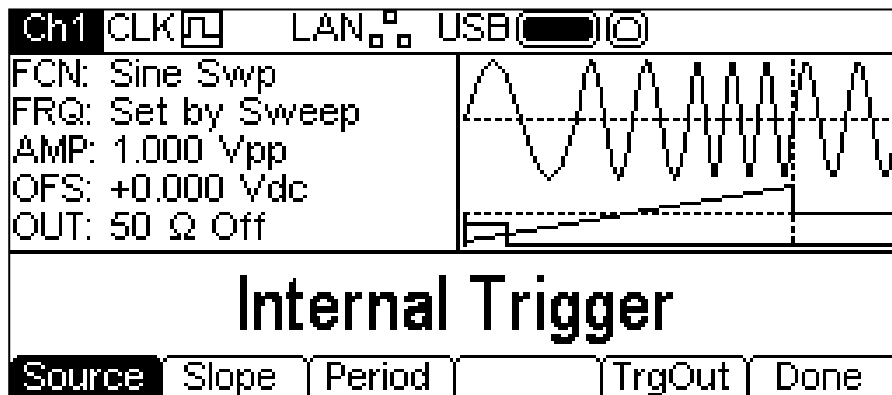 Ch1 CLK LAN USB
FCN: Sine Swp
FRQ: Set by Sweep
AMP: 1.000 Vpp
OFS: +0.000 Vdc
OUT: 50 Ω Off
Internal Trigger
Source Slope Period TrgOut Done